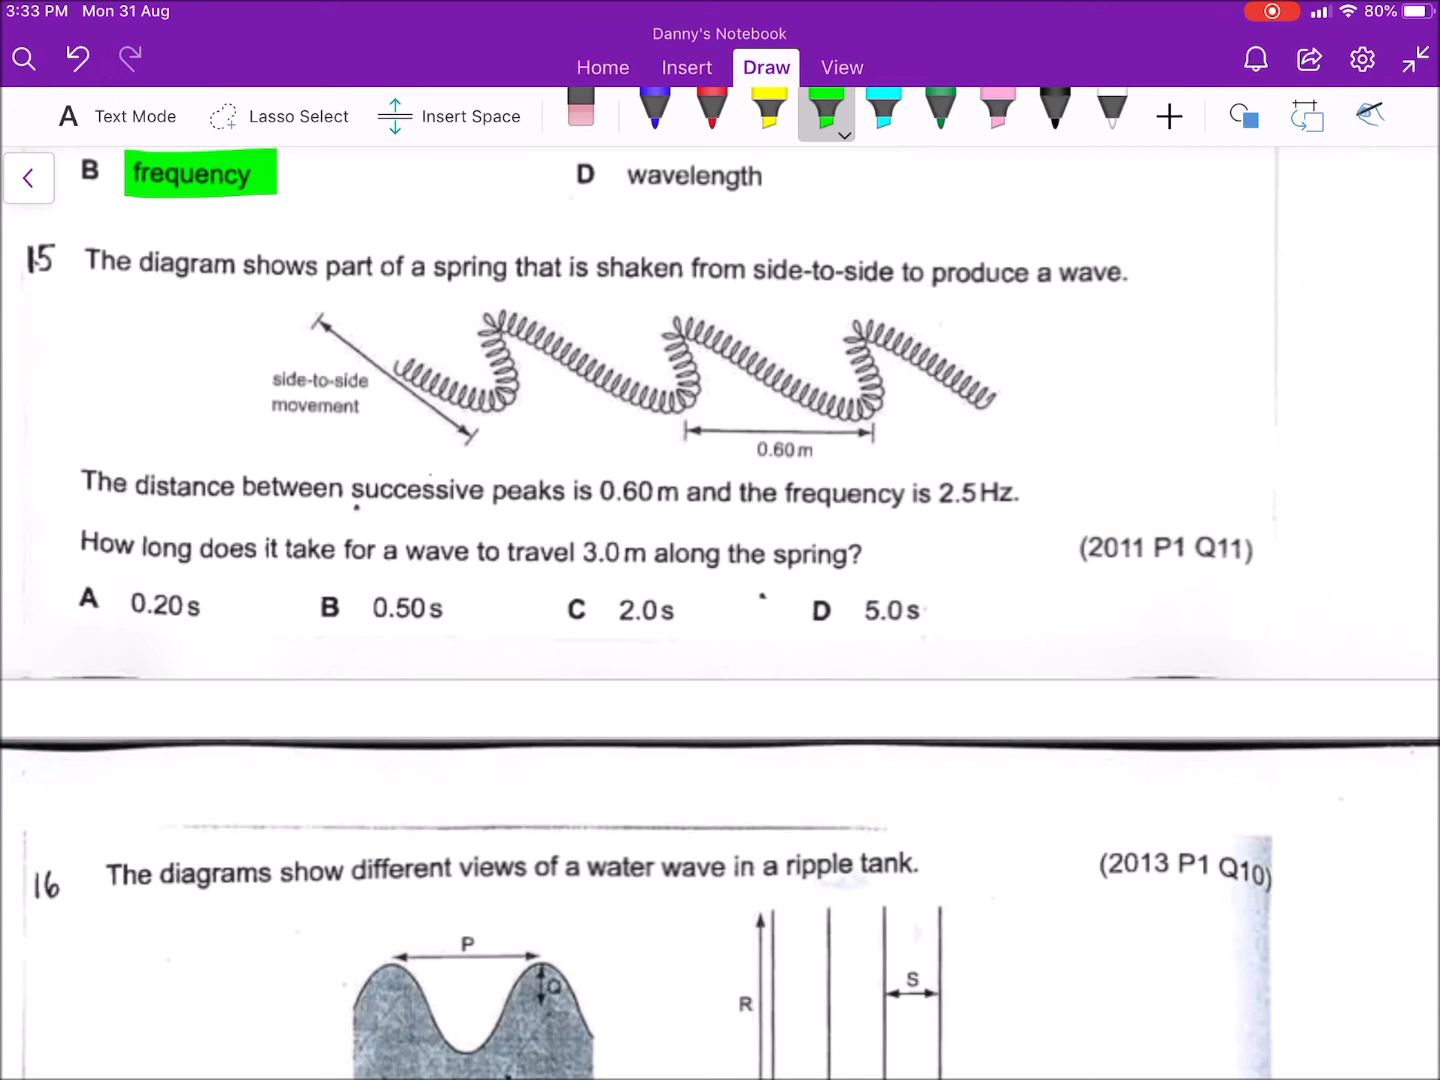 3:33 PM Mon 31 Aug 80%
Danny's Notebook
Home Insert Draw View
A Text Mode Lasso Select Insert Space
B frequency D wavelength
15 The diagram shows part of a spring that is shaken from side-to-side to produce a wave.
side-to-side
movement
0.60 m
The distance between successive peaks is 0.60 m and the frequency is 2.5 Hz.
How long does it take for a wave to travel 3.0 m along the spring? (2011 P1 Q11)
A 0.20 s B 0.50 s C 2.0 s D 5.0 s
16 The diagrams show different views of a water wave in a ripple tank. (2013 P1 Q10)
P
Q
S
R